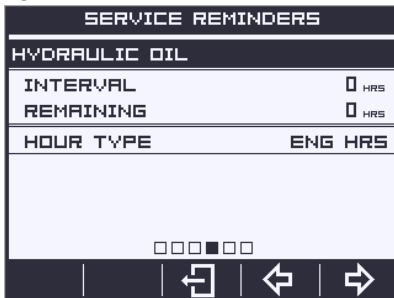 SERVICE REMINDERS
HYDRAULIC OIL
INTERVAL 0 HRS
REMAINING 0 HRS
HOUR TYPE ENG HRS